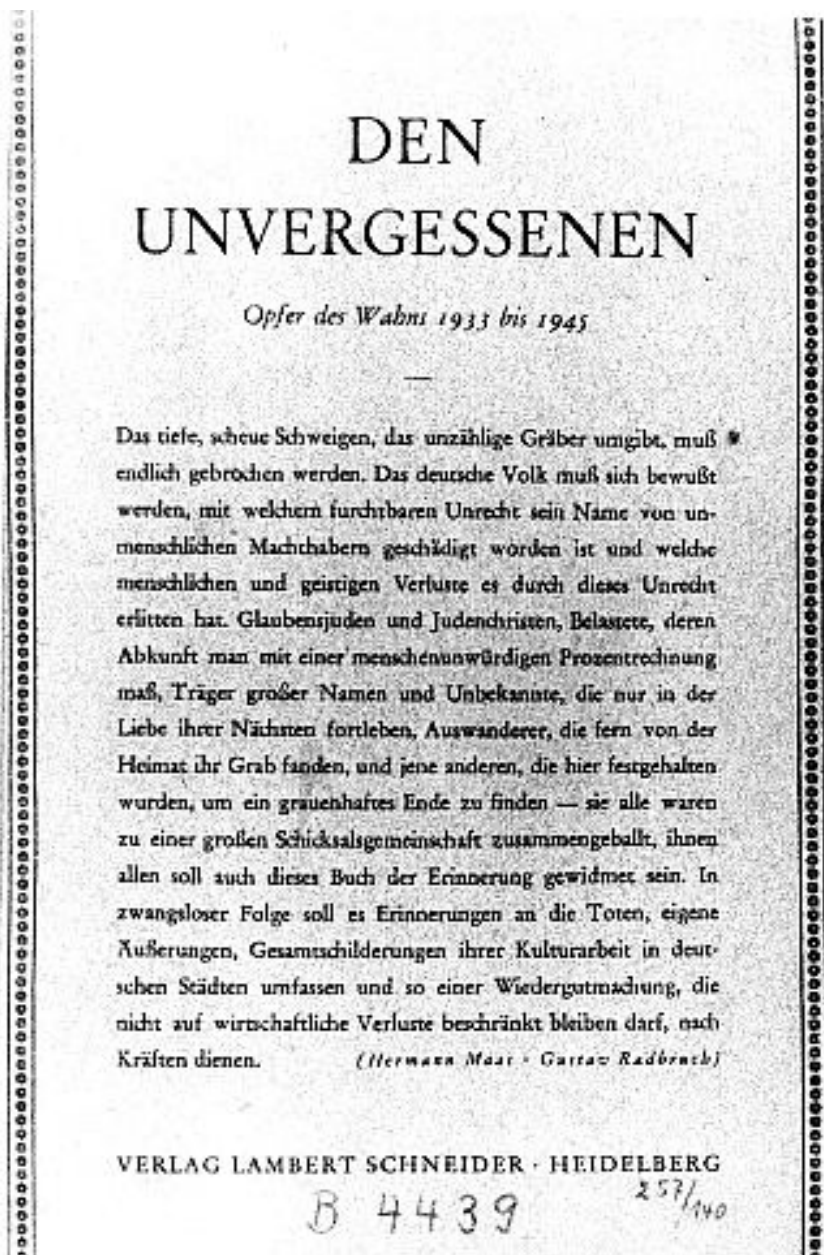 DEN
UNVERGESSENEN
Opfer des Wahns 1933 bis 1945
Das tiefe, scheue Schweigen, das unzählige Gräber umgibt, muß
endlich gebrochen werden. Das deutsche Volk muß sich bewußt
werden, mit welchem furchtbaren Unrecht sein Name von un-
menschlichen Machthabern geschädigt worden ist und welche
menschlichen und geistigen Verluste es durch dieses Unrecht
erlitten hat. Glaubensjuden und Judenchristen, Belastete, deren
Abkunft man mit einer menschenunwürdigen Prozentrechnung
maß, Träger großer Namen und Unbekannte, die nur in der
Liebe ihrer Nächsten fortleben, Auswanderer, die fern von der
Heimat ihr Grab fanden, und jene anderen, die hier festgehalten
wurden, um ein grauenhaftes Ende zu finden — sie alle waren
zu einer großen Schicksalsgemeinschaft zusammengeballt, ihnen
allen soll auch dieses Buch der Erinnerung gewidmet sein. In
zwangsloser Folge soll es Erinnerungen an die Toten, eigene
Äußerungen, Gesamtschilderungen ihrer Kulturarbeit in deut-
schen Städten umfassen und so einer Wiedergutmachung, die
nicht auf wirtschaftliche Verluste beschränkt bleiben darf, nach
Kräften dienen. (Hermann Maas · Gustav Radbruch)
VERLAG LAMBERT SCHNEIDER · HEIDELBERG
257/140
B 4439